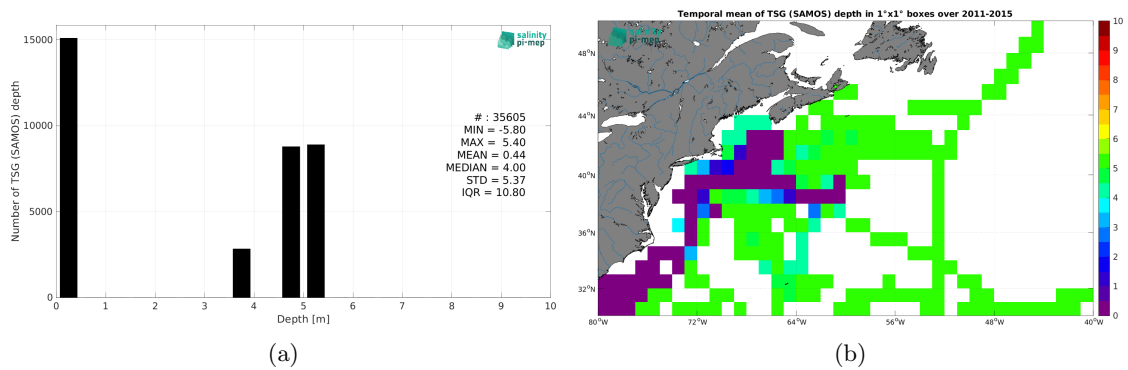 15000
10000
5000
0
Number of TSG (SAMOS) depth
salinity
pi-mep
# : 35605
MIN = -5.80
MAX = 5.40
MEAN = 0.44
MEDIAN = 4.00
STD = 5.37
IQR = 10.80
0 1 2 3 4 5 6 7 8 9 10
Depth [m]
(a)
Temporal mean of TSG (SAMOS) depth in 1°x1° boxes over 2011-2015
salinity
pi-mep
48°N
44°N
40°N
36°N
32°N
80°W 72°W 64°W 56°W 48°W 40°W
10
9
8
7
6
5
4
3
2
1
0
(b)